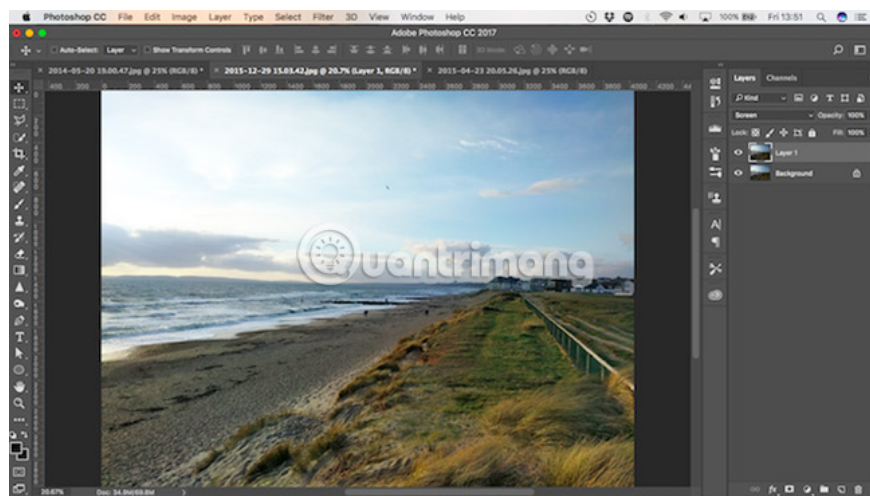 Photoshop CC File Edit Image Layer Type Select Filter 3D View Window Help 100% Fri 13:51
Adobe Photoshop CC 2017
Auto-Select: Layer Show Transform Controls 3D Mode:
× 2014-05-20 19.00.47.jpg @ 25% (RGB/8) * × 2015-12-29 15.03.42.jpg @ 20.7% (Layer 1, RGB/8) * × 2015-04-23 20.05.26.jpg @ 25% (RGB/8)
Layers Channels
Kind
Screen Opacity: 100%
Lock: Fill: 100%
Layer 1
Background
Quantrimang
20.67% Doc: 34.9M/69.8M